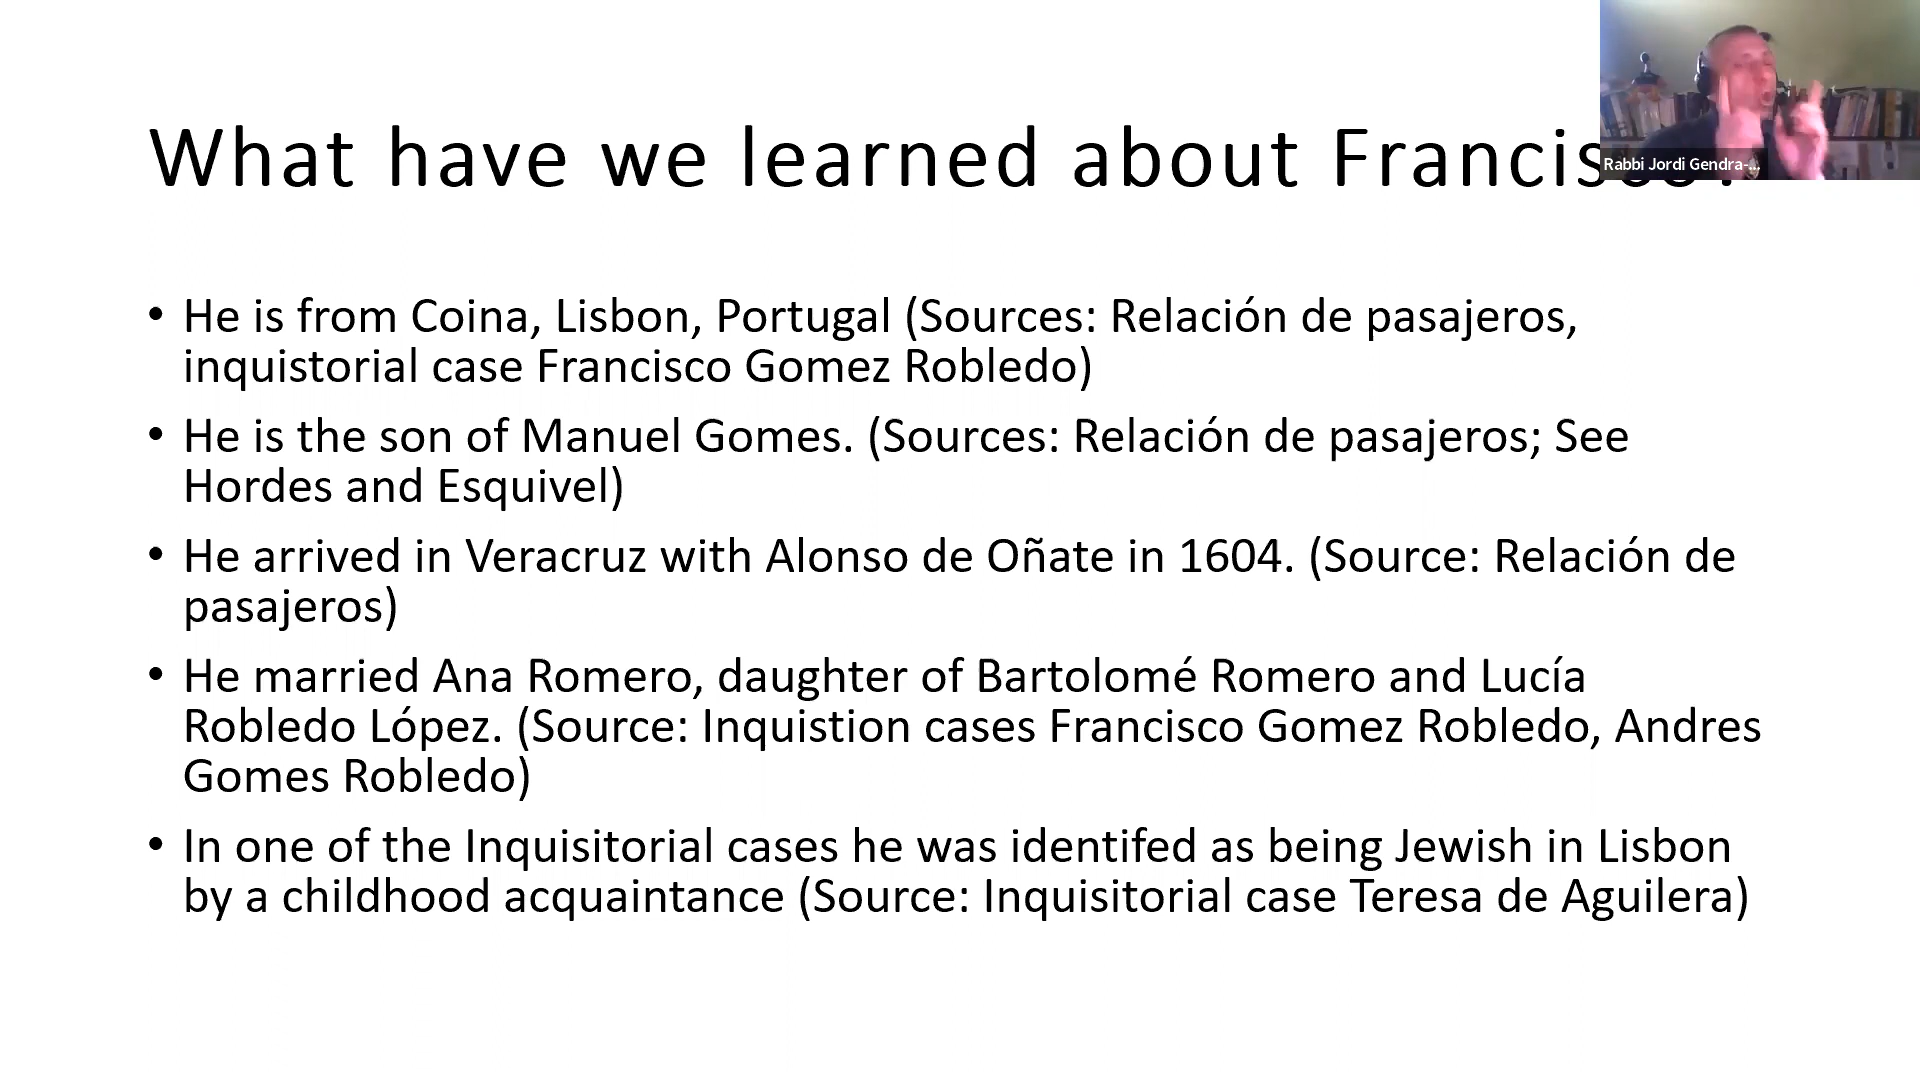 What have we learned about Francisco?
Rabbi Jordi Gendra-...
• He is from Coina, Lisbon, Portugal (Sources: Relación de pasajeros,
inquistorial case Francisco Gomez Robledo)
• He is the son of Manuel Gomes. (Sources: Relación de pasajeros; See
Hordes and Esquivel)
• He arrived in Veracruz with Alonso de Oñate in 1604. (Source: Relación de
pasajeros)
• He married Ana Romero, daughter of Bartolomé Romero and Lucía
Robledo López. (Source: Inquistion cases Francisco Gomez Robledo, Andres
Gomes Robledo)
• In one of the Inquisitorial cases he was identifed as being Jewish in Lisbon
by a childhood acquaintance (Source: Inquisitorial case Teresa de Aguilera)